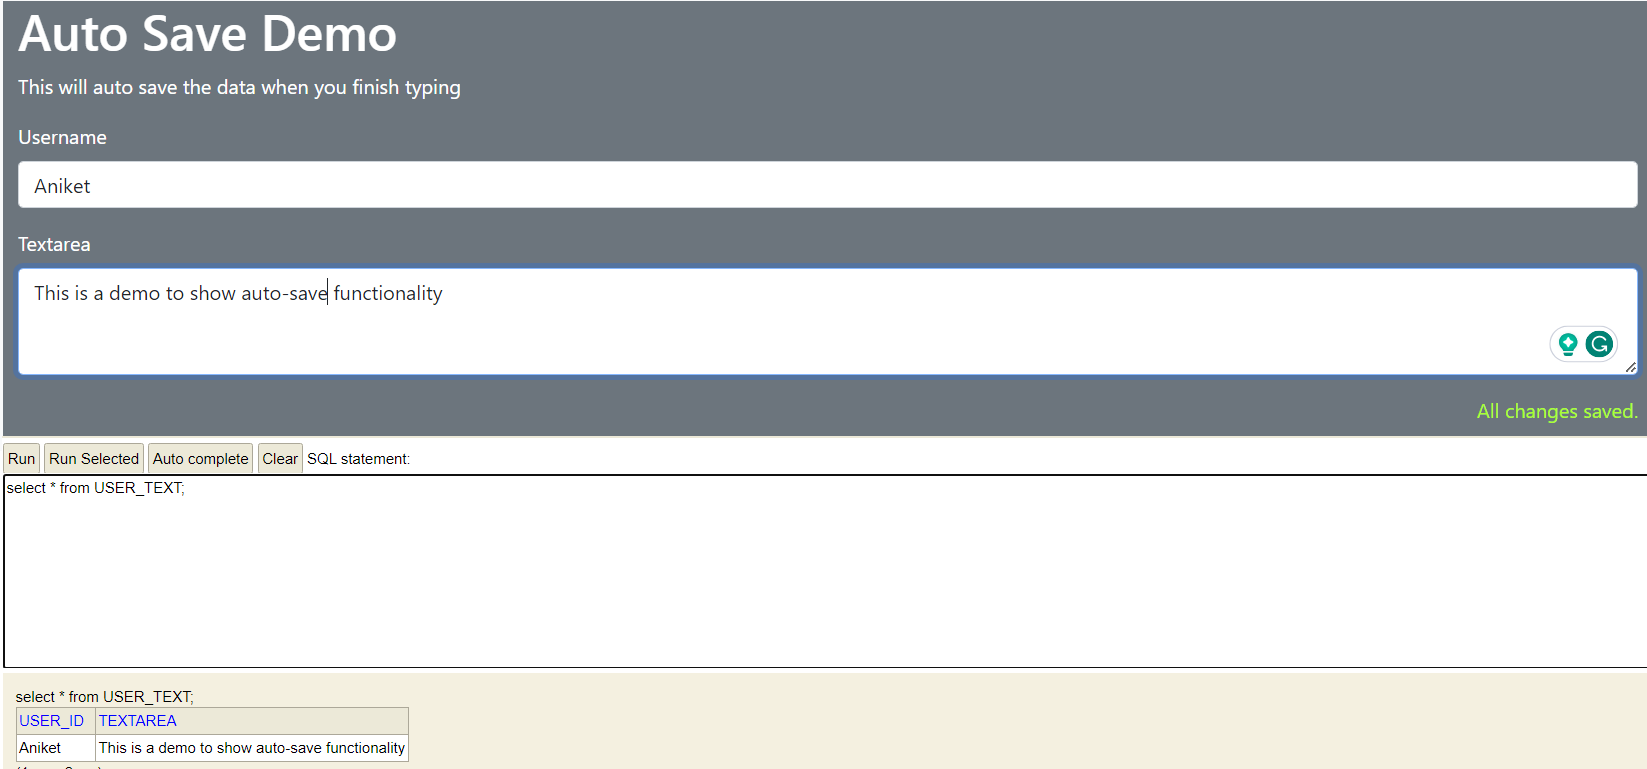 Auto Save Demo
This will auto save the data when you finish typing
Username
Aniket
Textarea
This is a demo to show auto-save functionality
All changes saved.
Run Run Selected Auto complete Clear SQL statement:
select * from USER_TEXT;
select * from USER_TEXT;
USER_ID TEXTAREA
Aniket This is a demo to show auto-save functionality